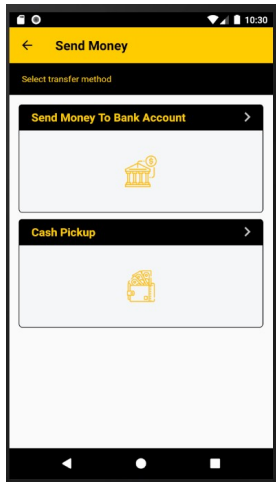 10:30
Send Money
Select transfer method
Send Money To Bank Account
Cash Pickup